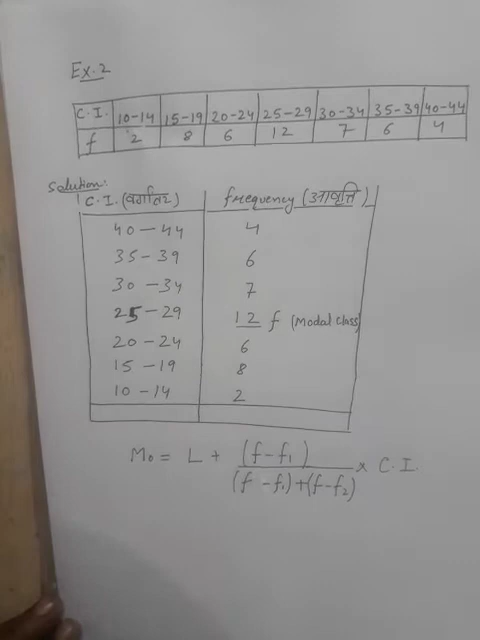 Ex.2
C.I. 10-14 15-19 20-24 25-29 30-34 35-39 40-44
f 2 8 6 12 7 6 4
Solution:
C.I. (वर्गान्तर) frequency (आवृत्ति)
40-44 4
35-39 6
30-34 7
25-29 12 f (Modal Class)
20-24 6
15-19 8
10-14 2
Mo = L + (f-f1) / (f-f1)+(f-f2) × C.I.